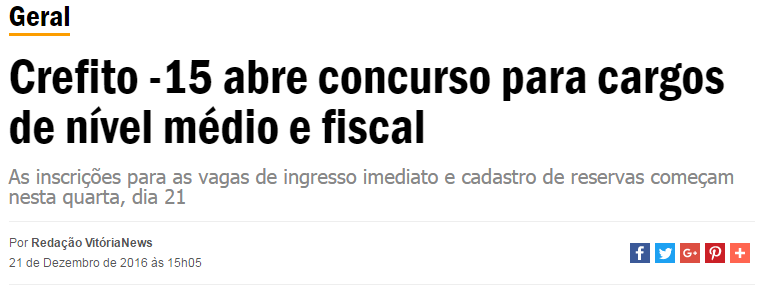 Geral
Crefito -15 abre concurso para cargos
de nível médio e fiscal
As inscrições para as vagas de ingresso imediato e cadastro de reservas começam
nesta quarta, dia 21
Por Redação VitóriaNews
21 de Dezembro de 2016 às 15h05